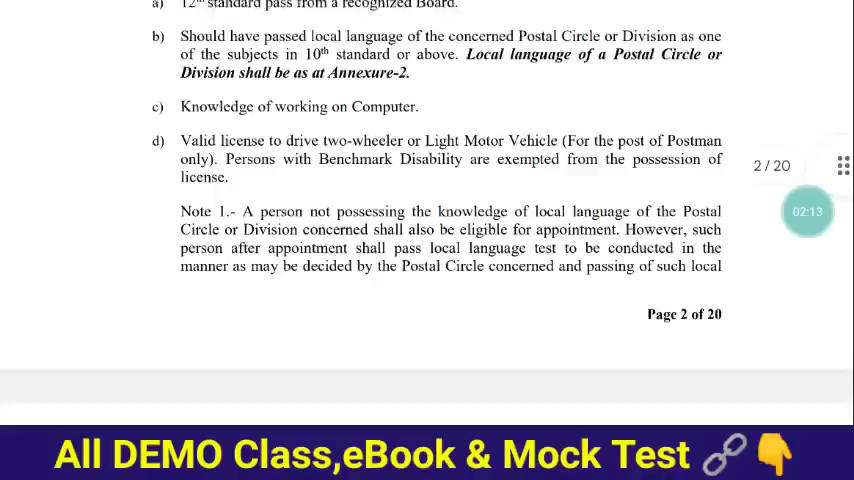 a) 12th standard pass from a recognized Board.
b) Should have passed local language of the concerned Postal Circle or Division as one
of the subjects in 10th standard or above. Local language of a Postal Circle or
Division shall be as at Annexure-2.
c) Knowledge of working on Computer.
d) Valid license to drive two-wheeler or Light Motor Vehicle (For the post of Postman
only). Persons with Benchmark Disability are exempted from the possession of
license.
2 / 20
02:13
Note 1.- A person not possessing the knowledge of local language of the Postal
Circle or Division concerned shall also be eligible for appointment. However, such
person after appointment shall pass local language test to be conducted in the
manner as may be decided by the Postal Circle concerned and passing of such local
Page 2 of 20
All DEMO Class,eBook & Mock Test